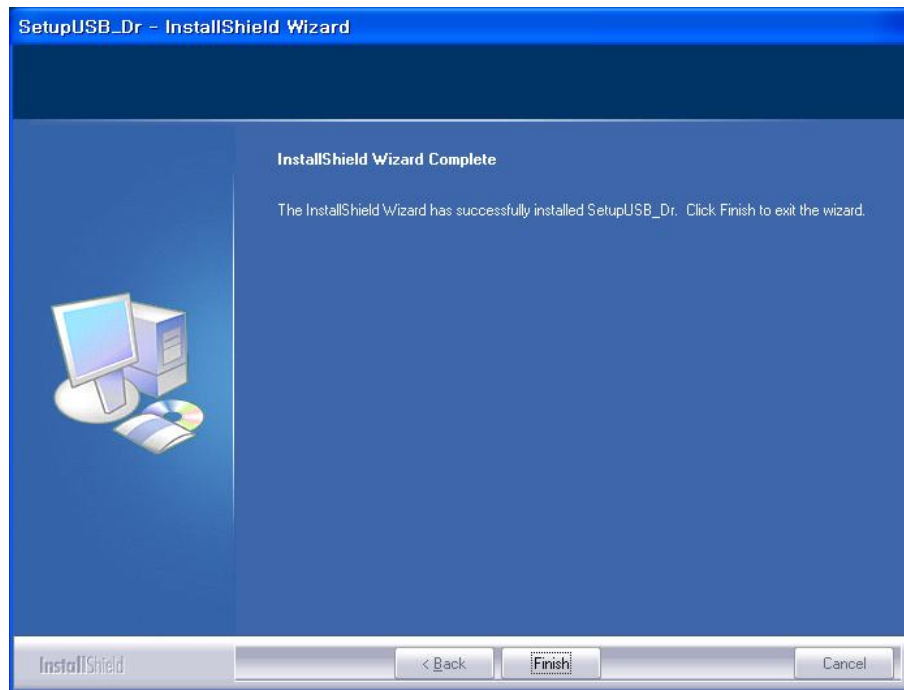 SetupUSB_Dr - InstallShield Wizard
InstallShield Wizard Complete
The InstallShield Wizard has successfully installed SetupUSB_Dr. Click Finish to exit the wizard.
InstallShield
< Back
Finish
Cancel